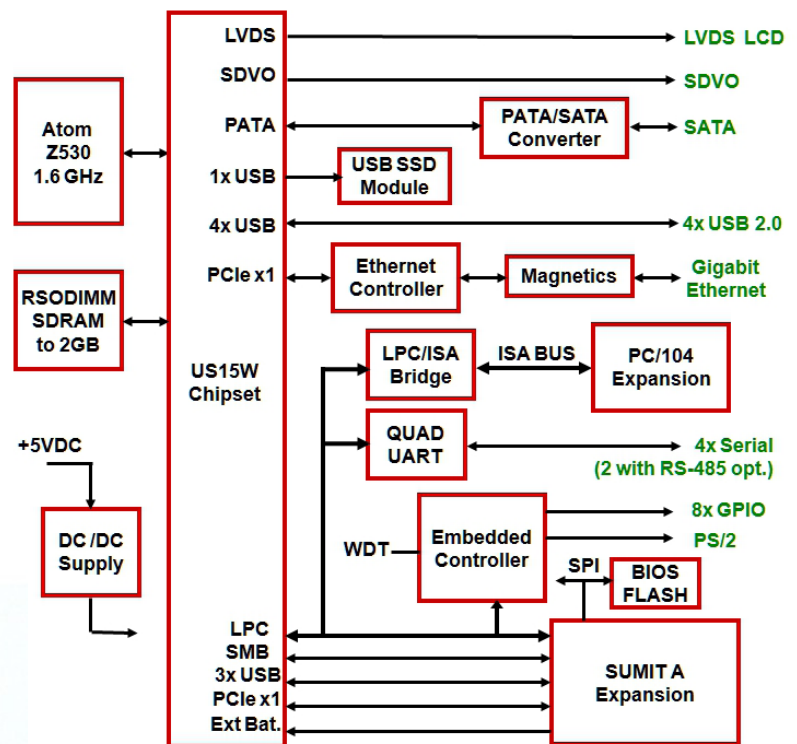 LVDS
LVDS LCD
SDVO
SDVO
Atom
Z530
1.6 GHz
PATA
PATA/SATA
Converter
SATA
1x USB
USB SSD
Module
4x USB
4x USB 2.0
PCIe x1
Ethernet
Controller
Magnetics
Gigabit
Ethernet
RSODIMM
SDRAM
to 2GB
US15W
Chipset
LPC/ISA
Bridge
ISA BUS
PC/104
Expansion
QUAD
UART
4x Serial
(2 with RS-485 opt.)
+5VDC
DC /DC
Supply
WDT
Embedded
Controller
8x GPIO
PS/2
SPI
BIOS
FLASH
LPC
SMB
3x USB
PCIe x1
Ext Bat.
SUMIT A
Expansion